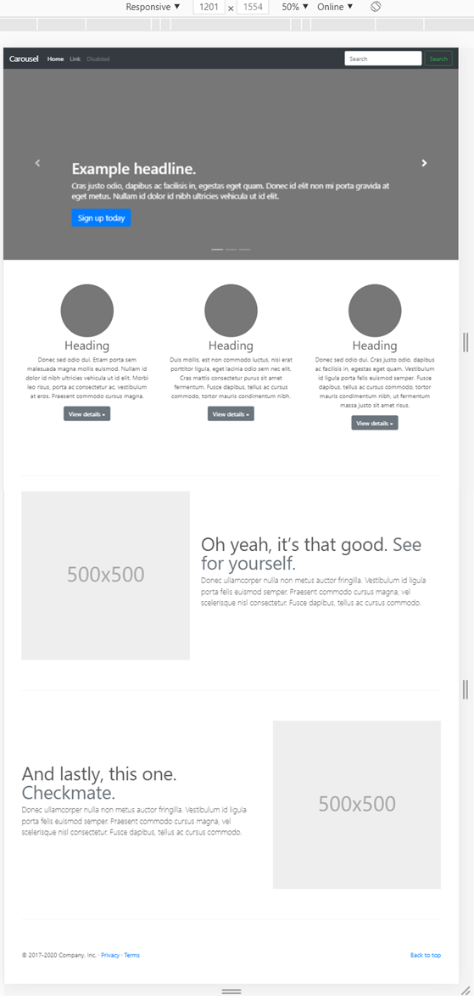 Responsive ▼ 1201 × 1554 50% ▼ Online ▼
Carousel Home Link Disabled Search Search
Example headline.
Cras justo odio, dapibus ac facilisis in, egestas eget quam. Donec id elit non mi porta gravida at
eget metus. Nullam id dolor id nibh ultricies vehicula ut id elit.
Sign up today
Heading
Donec sed odio dui. Etiam porta sem
malesuada magna mollis euismod. Nullam id
dolor id nibh ultricies vehicula ut id elit. Morbi
leo risus, porta ac consectetur ac, vestibulum
at eros. Praesent commodo cursus magna.
View details »
Heading
Duis mollis, est non commodo luctus, nisi erat
porttitor ligula, eget lacinia odio sem nec elit.
Cras mattis consectetur purus sit amet
fermentum. Fusce dapibus, tellus ac cursus
commodo, tortor mauris condimentum nibh.
View details »
Heading
Donec sed odio dui. Cras justo odio, dapibus
ac facilisis in, egestas eget quam. Vestibulum
id ligula porta felis euismod semper. Fusce
dapibus, tellus ac cursus commodo, tortor
mauris condimentum nibh, ut fermentum
massa justo sit amet risus.
View details »
500x500
Oh yeah, it's that good. See
for yourself.
Donec ullamcorper nulla non metus auctor fringilla. Vestibulum id ligula
porta felis euismod semper. Praesent commodo cursus magna, vel
scelerisque nisl consectetur. Fusce dapibus, tellus ac cursus commodo.
And lastly, this one.
Checkmate.
Donec ullamcorper nulla non metus auctor fringilla. Vestibulum id ligula
porta felis euismod semper. Praesent commodo cursus magna, vel
scelerisque nisl consectetur. Fusce dapibus, tellus ac cursus commodo.
500x500
© 2017-2020 Company, Inc. · Privacy · Terms
Back to top